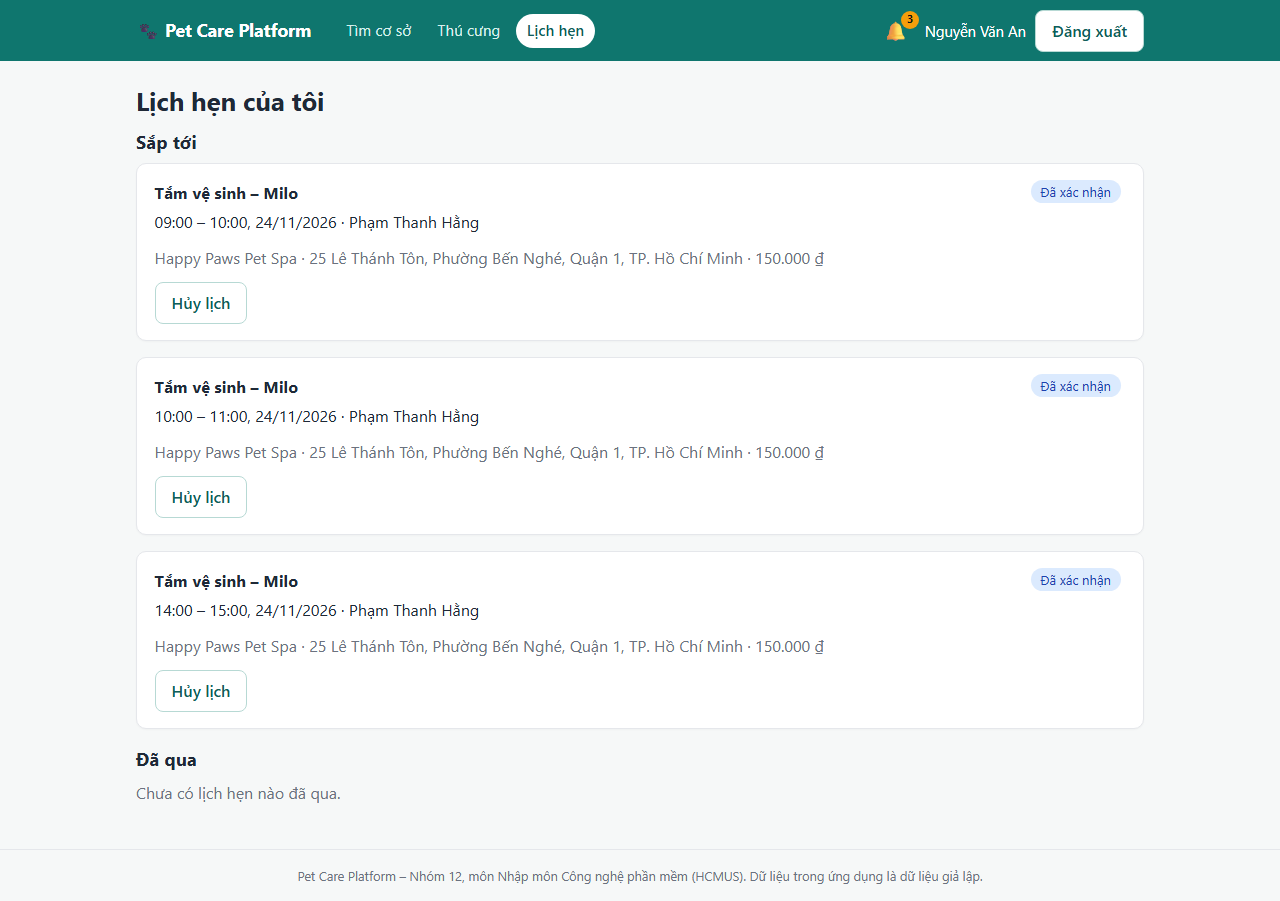 Pet Care Platform Tìm cơ sở Thú cưng Lịch hẹn 3 Nguyễn Văn An Đăng xuất
Lịch hẹn của tôi
Sắp tới
Tắm vệ sinh – Milo Đã xác nhận
09:00 – 10:00, 24/11/2026 · Phạm Thanh Hằng
Happy Paws Pet Spa · 25 Lê Thánh Tôn, Phường Bến Nghé, Quận 1, TP. Hồ Chí Minh · 150.000 ₫
Hủy lịch
Tắm vệ sinh – Milo Đã xác nhận
10:00 – 11:00, 24/11/2026 · Phạm Thanh Hằng
Happy Paws Pet Spa · 25 Lê Thánh Tôn, Phường Bến Nghé, Quận 1, TP. Hồ Chí Minh · 150.000 ₫
Hủy lịch
Tắm vệ sinh – Milo Đã xác nhận
14:00 – 15:00, 24/11/2026 · Phạm Thanh Hằng
Happy Paws Pet Spa · 25 Lê Thánh Tôn, Phường Bến Nghé, Quận 1, TP. Hồ Chí Minh · 150.000 ₫
Hủy lịch
Đã qua
Chưa có lịch hẹn nào đã qua.
Pet Care Platform – Nhóm 12, môn Nhập môn Công nghệ phần mềm (HCMUS). Dữ liệu trong ứng dụng là dữ liệu giả lập.